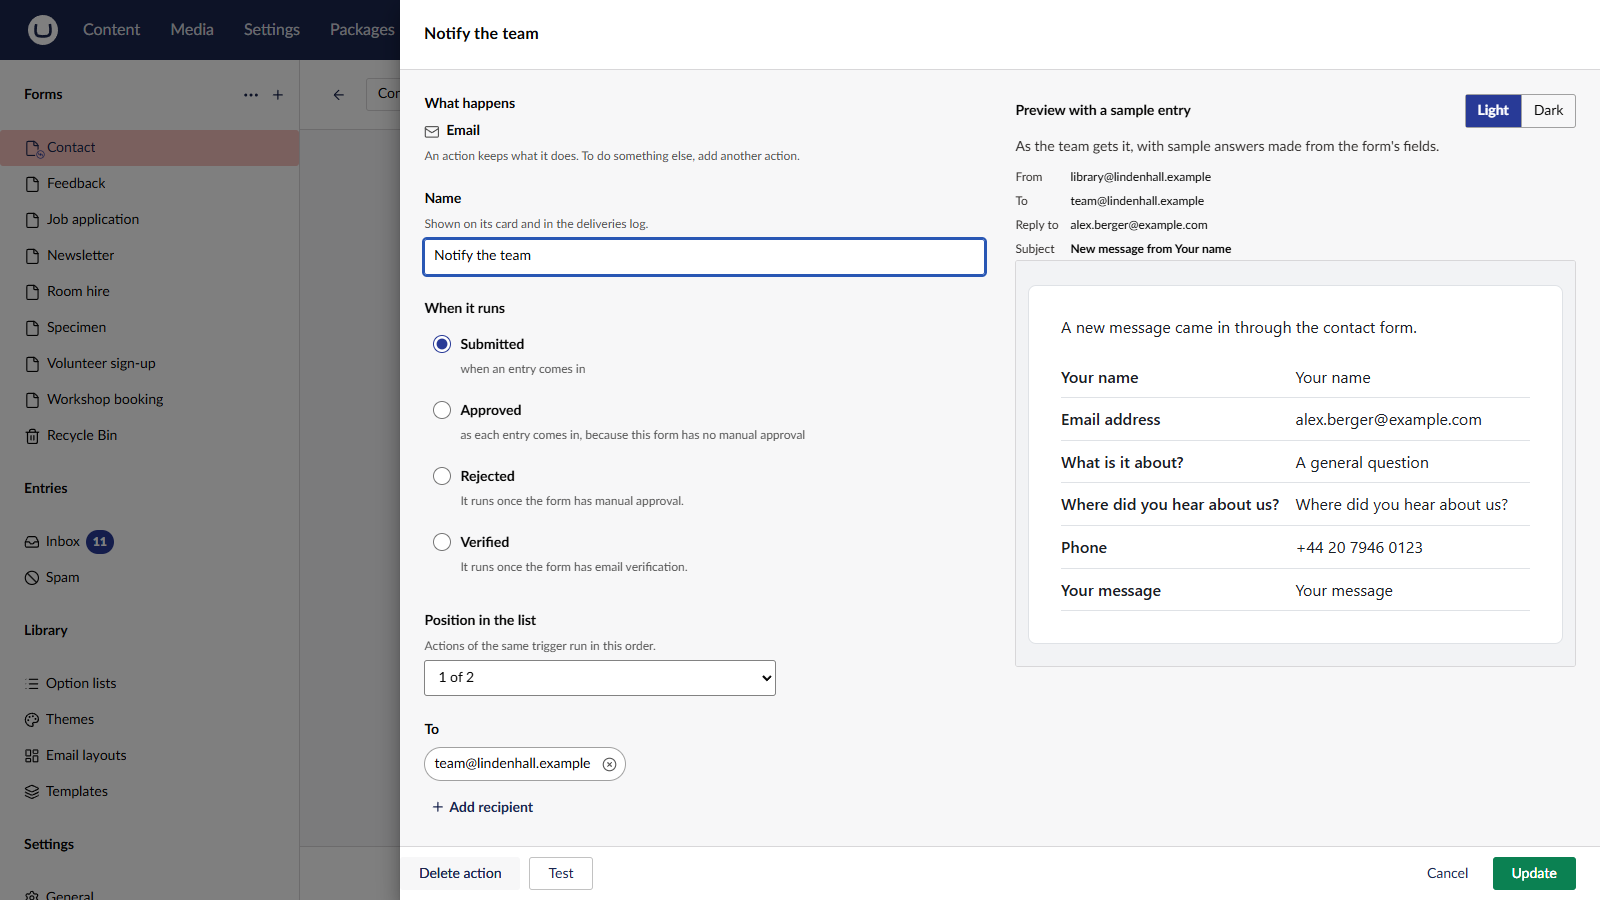 Content Media Settings Packages
Forms
Contact
Feedback
Job application
Newsletter
Room hire
Specimen
Volunteer sign-up
Workshop booking
Recycle Bin
Entries
Inbox 11
Spam
Library
Option lists
Themes
Email layouts
Templates
Settings
General
Notify the team
What happens
Email
An action keeps what it does. To do something else, add another action.
Name
Shown on its card and in the deliveries log.
Notify the team
When it runs
Submitted
when an entry comes in
Approved
as each entry comes in, because this form has no manual approval
Rejected
It runs once the form has manual approval.
Verified
It runs once the form has email verification.
Position in the list
Actions of the same trigger run in this order.
1 of 2
To
team@lindenhall.example
Add recipient
Preview with a sample entry
Light Dark
As the team gets it, with sample answers made from the form's fields.
From library@lindenhall.example
To team@lindenhall.example
Reply to alex.berger@example.com
Subject New message from Your name
A new message came in through the contact form.
Your name Your name
Email address alex.berger@example.com
What is it about? A general question
Where did you hear about us? Where did you hear about us?
Phone +44 20 7946 0123
Your message Your message
Delete action Test Cancel Update